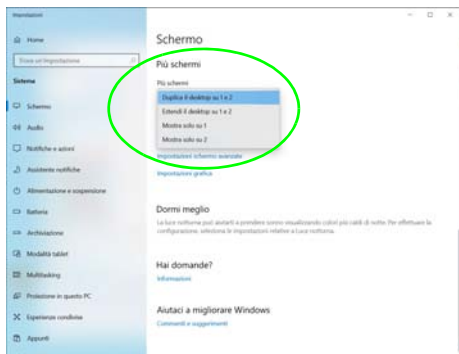 Impostazioni
Home
Trova un'impostazione
Sistema
Schermo
Audio
Notifiche e azioni
Assistente notifiche
Alimentazione e sospensione
Batteria
Archiviazione
Modalità tablet
Multitasking
Proiezione in questo PC
Esperienze condivise
Appunti
Schermo
Più schermi
Più schermi
Duplica il desktop su 1 e 2
Estendi il desktop su 1 e 2
Mostra solo su 1
Mostra solo su 2
Impostazioni schermo avanzate
Impostazioni grafica
Dormi meglio
La luce notturna può aiutarti a prendere sonno visualizzando colori più caldi di notte. Per effettuare la
configurazione, seleziona le impostazioni relative a Luce notturna.
Hai domande?
Informazioni
Aiutaci a migliorare Windows
Commenti e suggerimenti